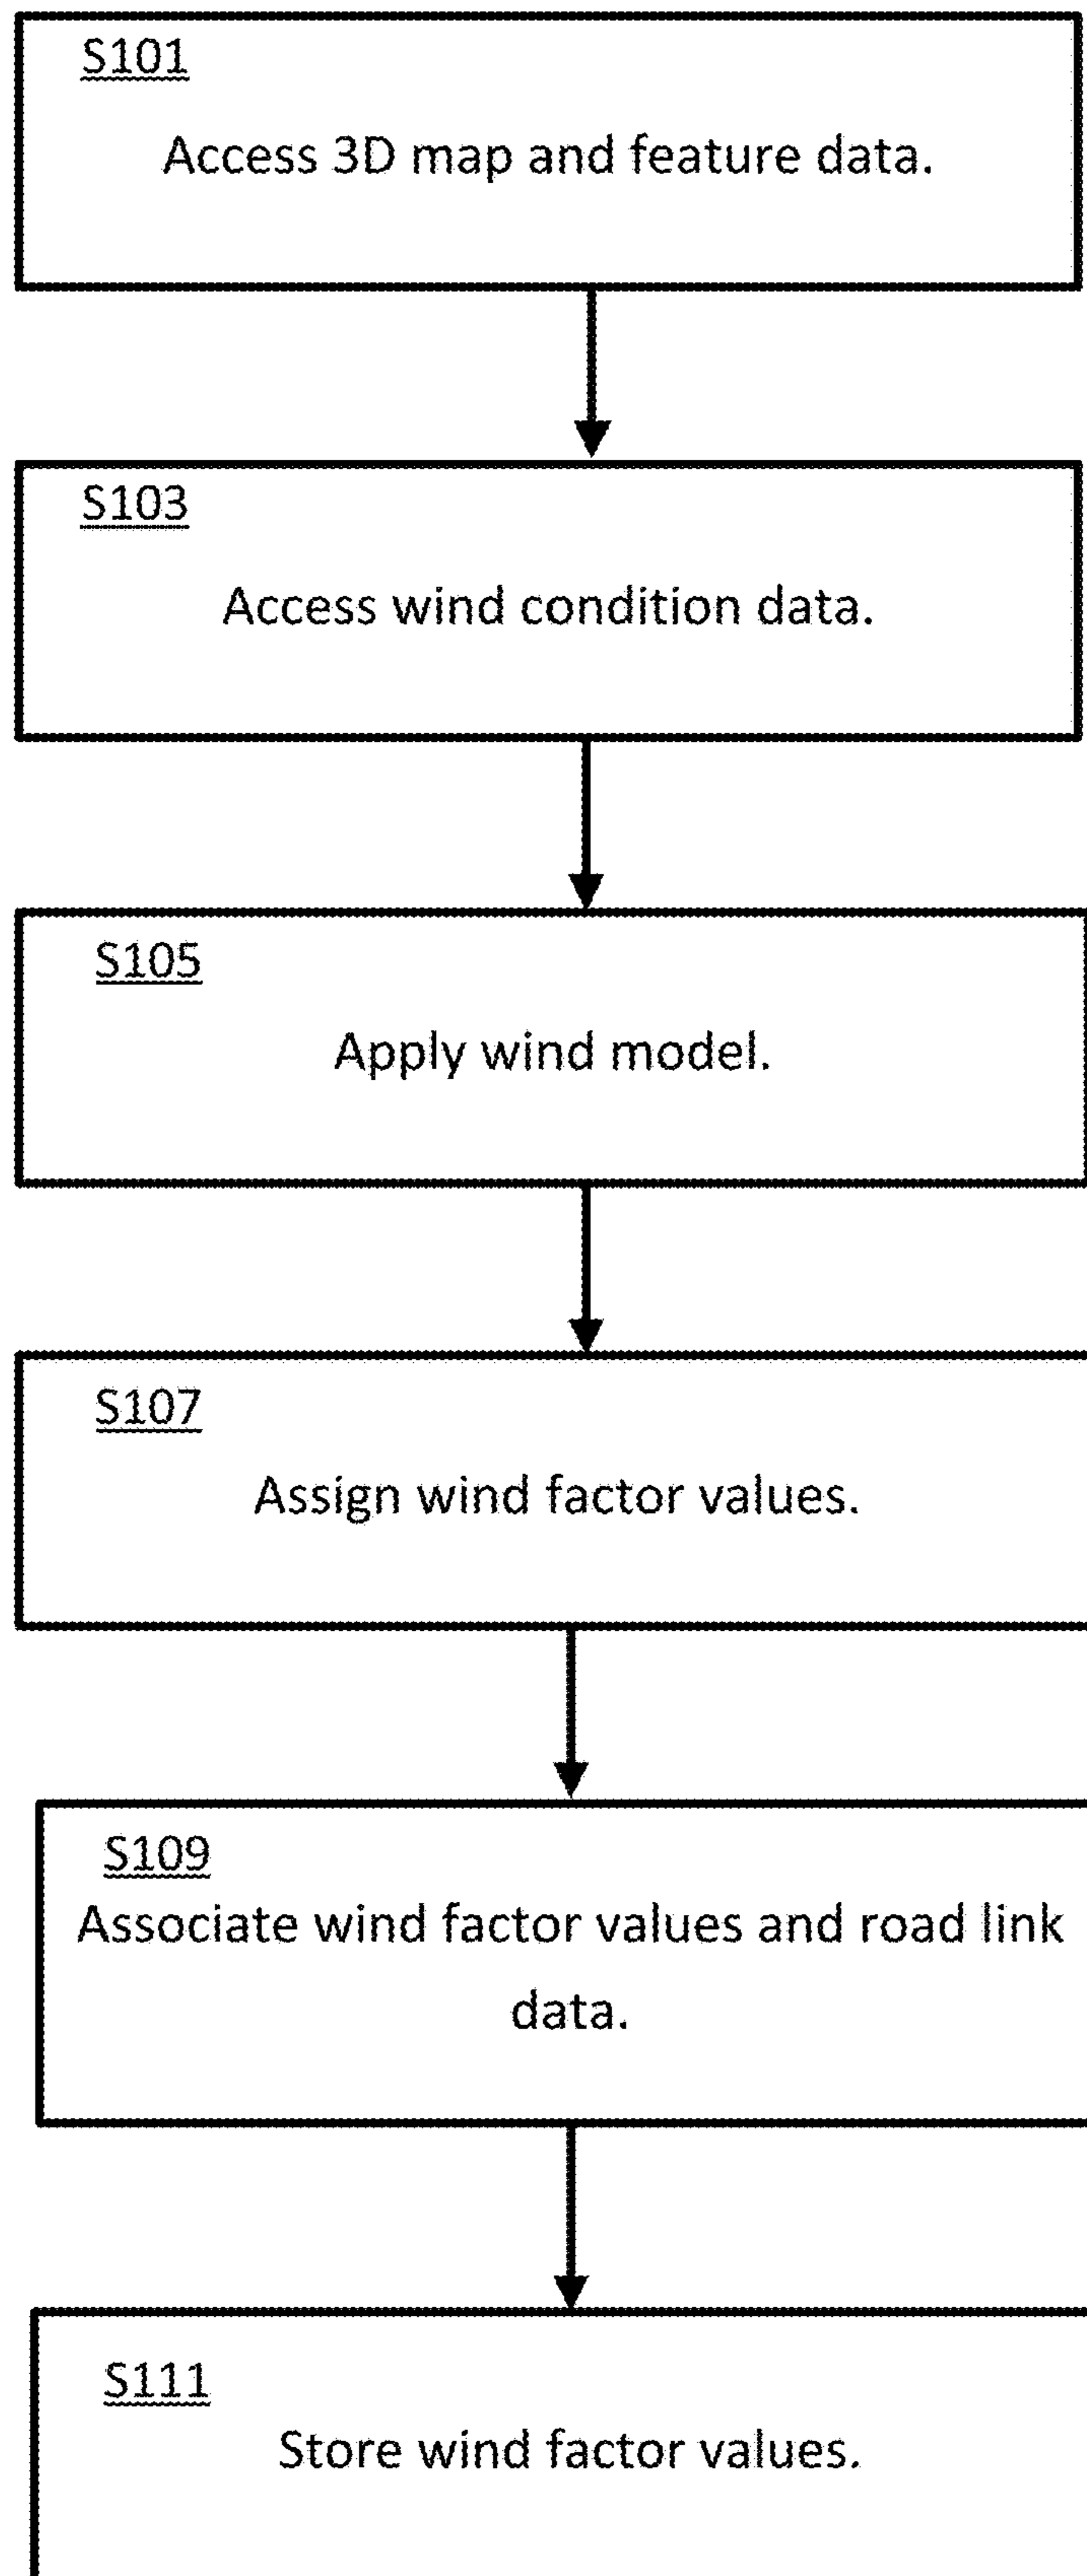 S101
Access 3D map and feature data.
S103
Access wind condition data.
S105
Apply wind model.
S107
Assign wind factor values.
S109
Associate wind factor values and road link
data.
S111
Store wind factor values.